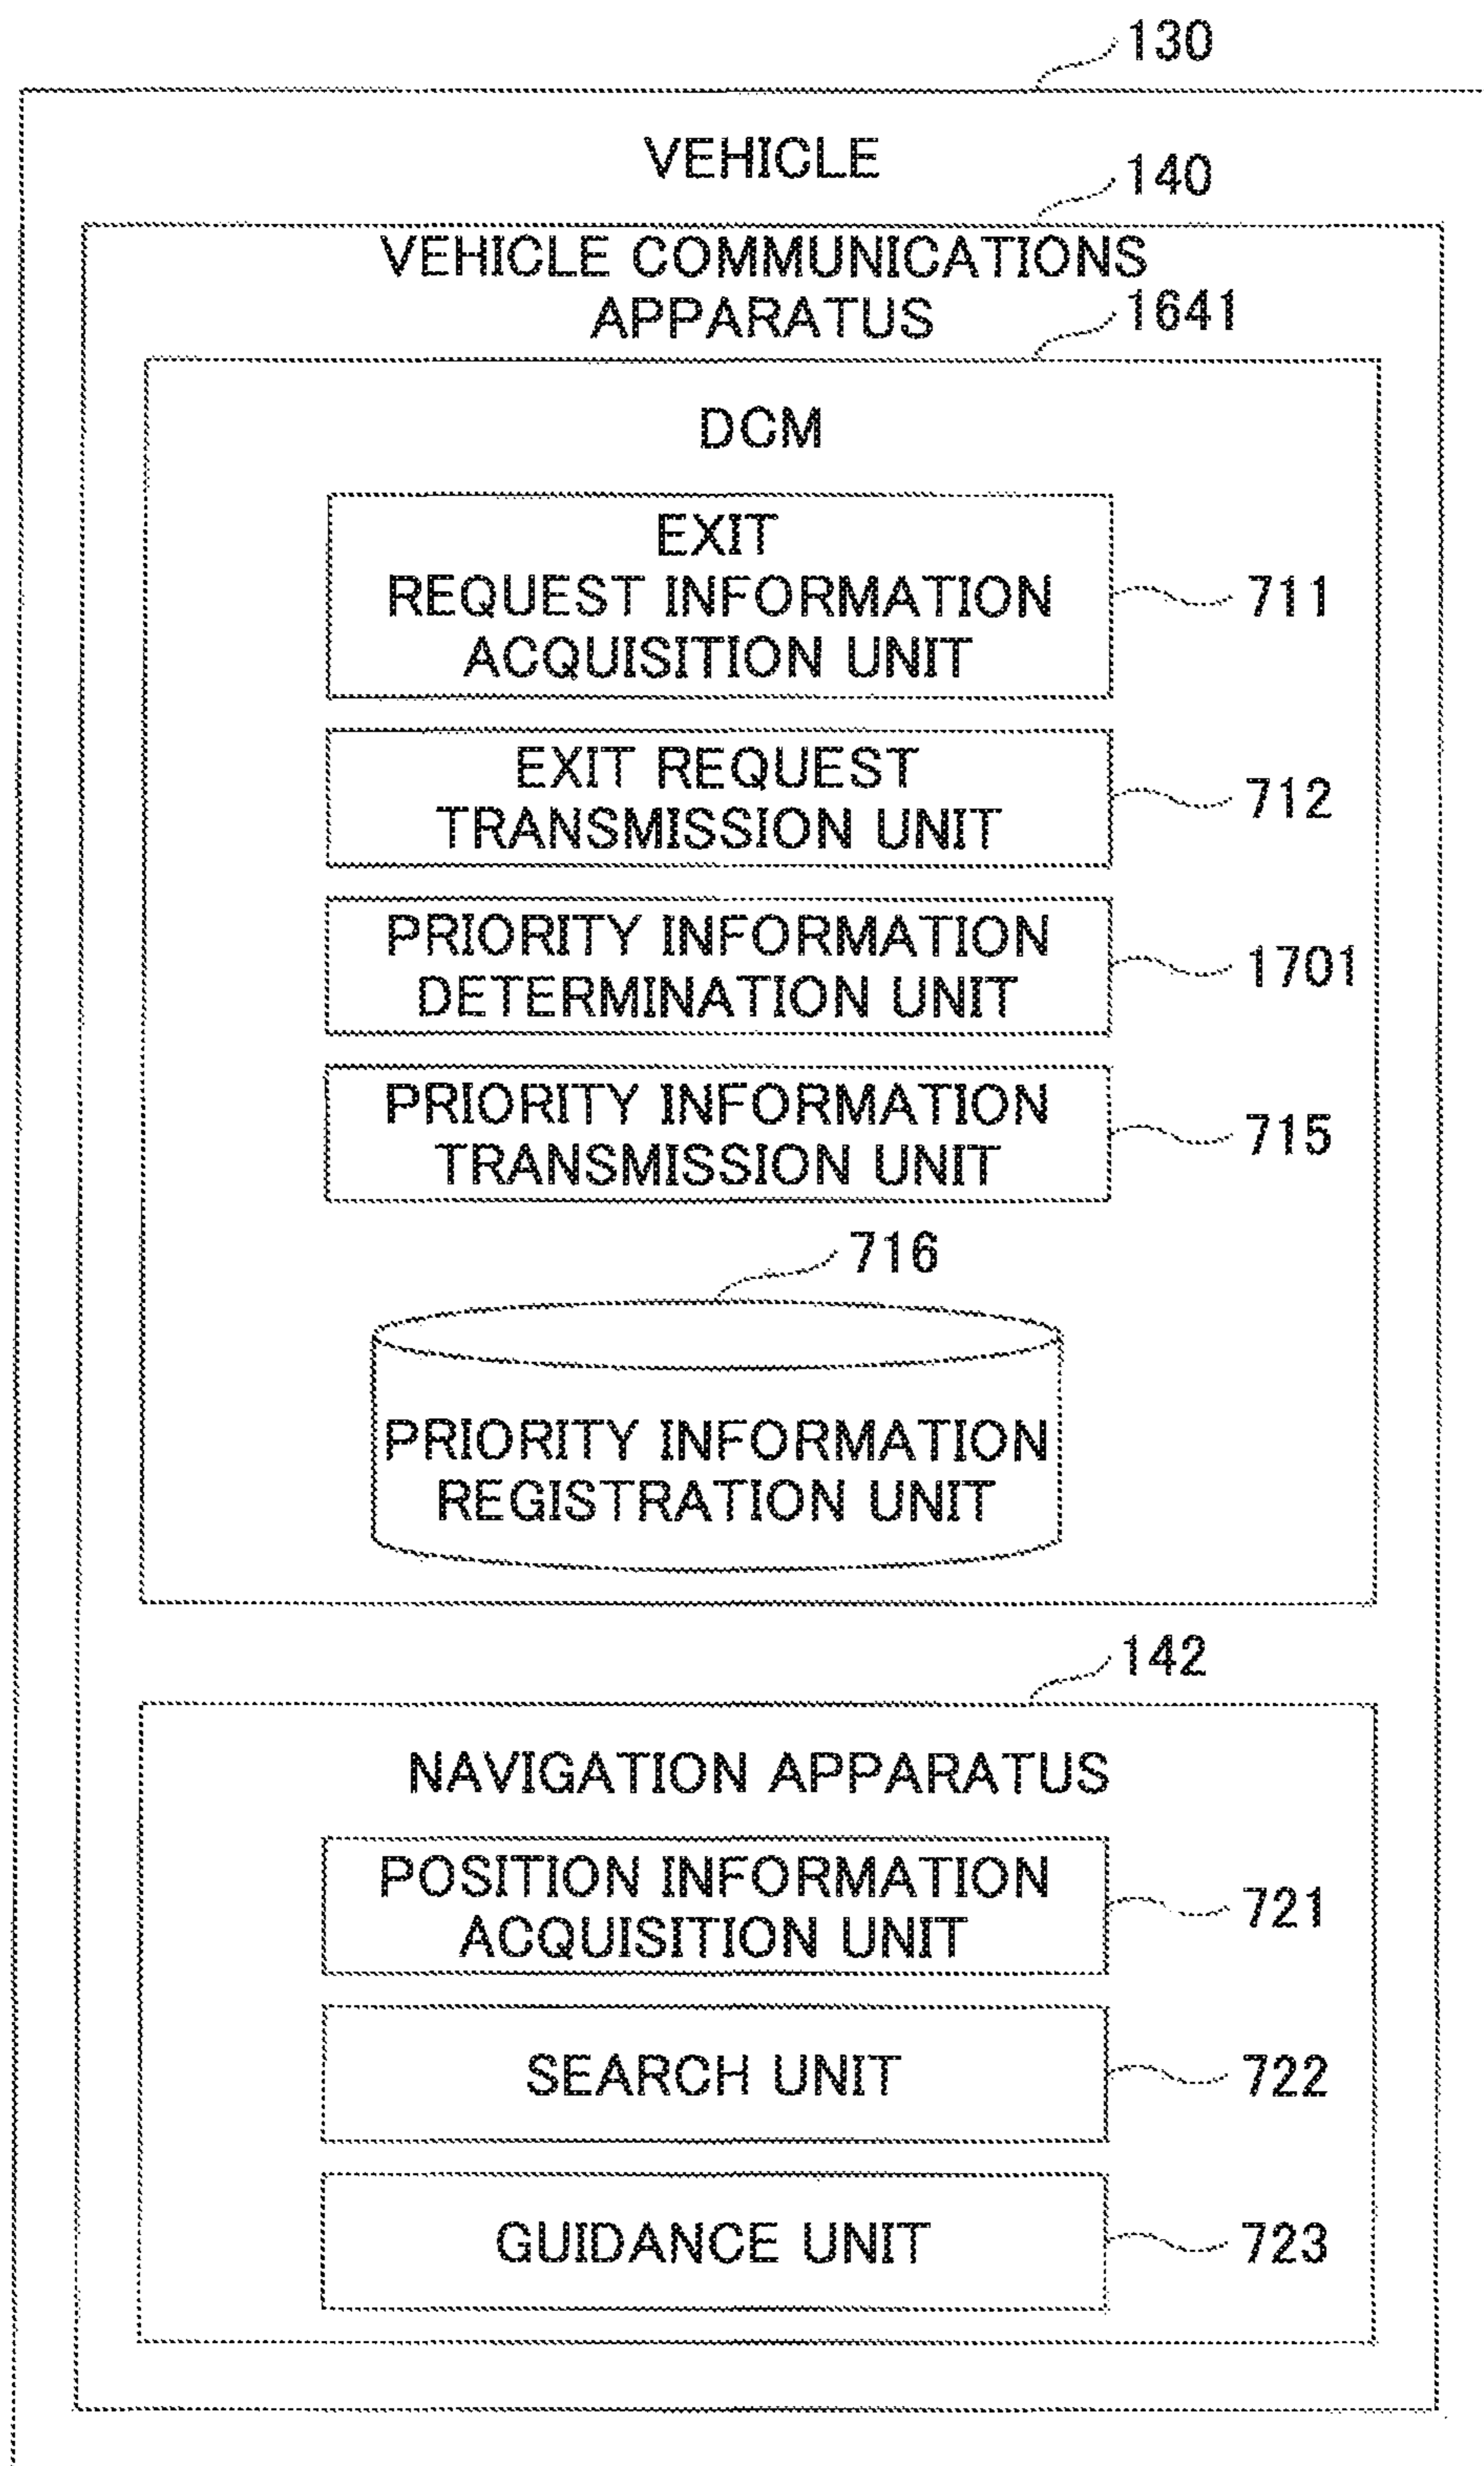 130
VEHICLE
140
VEHICLE COMMUNICATIONS
APPARATUS
1641
DCM
EXIT
REQUEST INFORMATION
ACQUISITION UNIT
711
EXIT REQUEST
TRANSMISSION UNIT
712
PRIORITY INFORMATION
DETERMINATION UNIT
1701
PRIORITY INFORMATION
TRANSMISSION UNIT
715
716
PRIORITY INFORMATION
REGISTRATION UNIT
142
NAVIGATION APPARATUS
POSITION INFORMATION
ACQUISITION UNIT
721
SEARCH UNIT
722
GUIDANCE UNIT
723